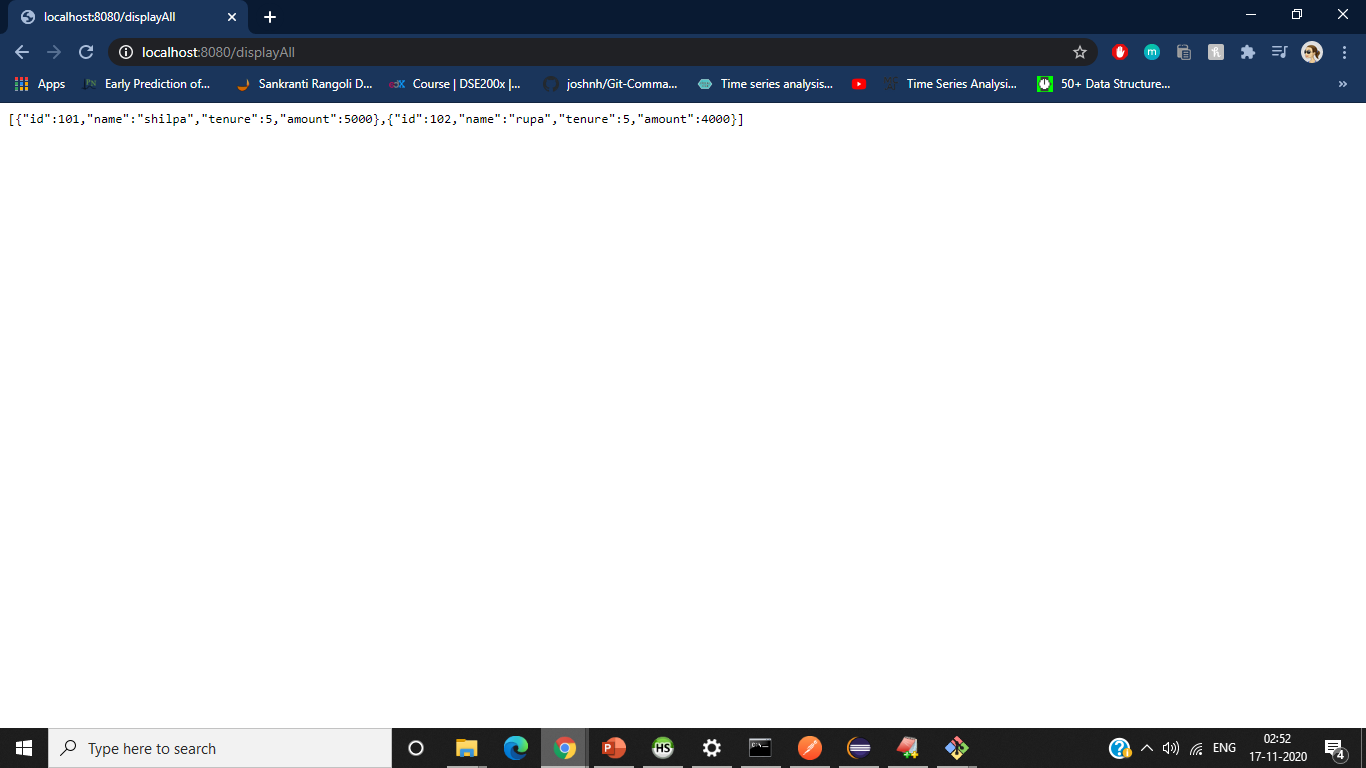 localhost:8080/displayAll
localhost:8080/displayAll
Apps Early Prediction of... Sankranti Rangoli D... Course | DSE200x |... joshnh/Git-Comma... Time series analysis... Time Series Analysi... 50+ Data Structure... »
[{"id":101,"name":"shilpa","tenure":5,"amount":5000},{"id":102,"name":"rupa","tenure":5,"amount":4000}]
Type here to search HS ENG 02:52
17-11-2020 4